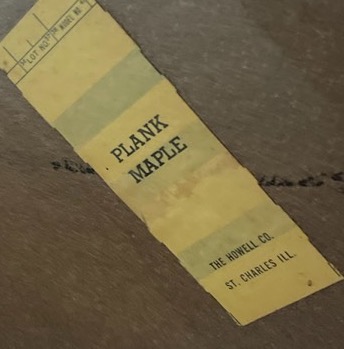 LOT NO. MODEL NO.
PLANK
MAPLE
THE HOWELL CO.
ST. CHARLES ILL.